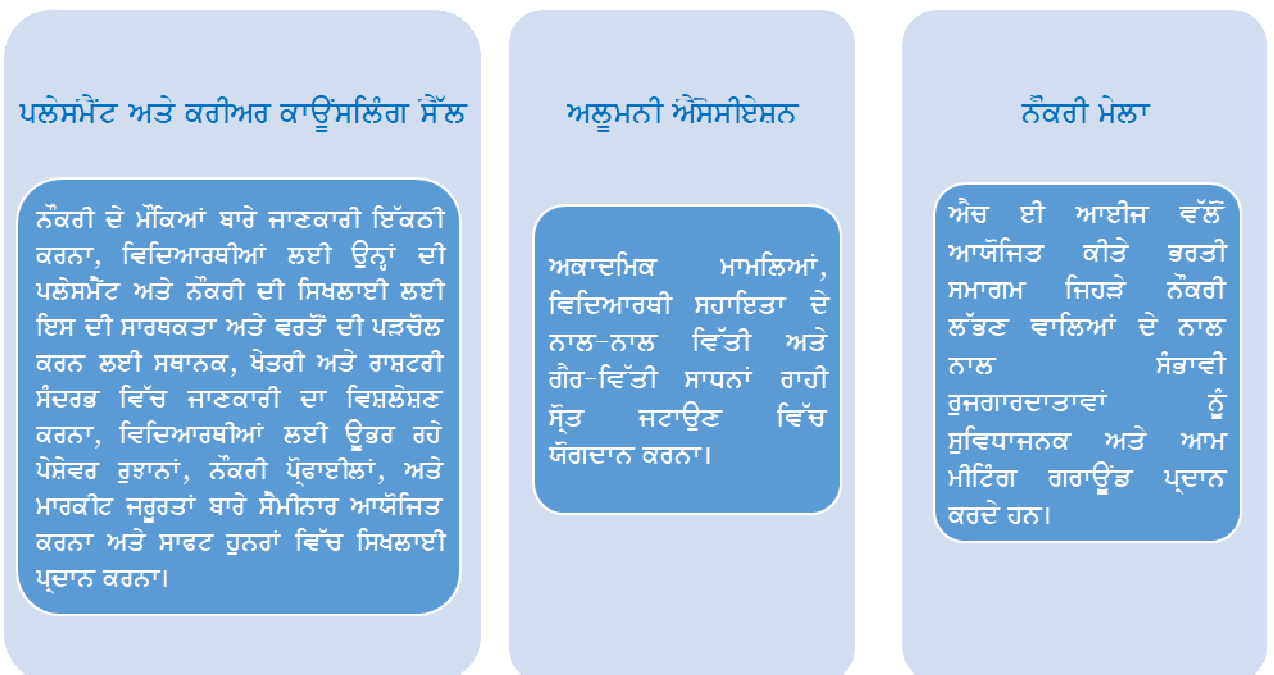 ਪਲੇਸਮੈਂਟ ਅਤੇ ਕਰੀਅਰ ਕਾਊਂਸਲਿੰਗ ਸੈੱਲ
ਨੌਕਰੀ ਦੇ ਮੌਕਿਆਂ ਬਾਰੇ ਜਾਣਕਾਰੀ ਇਕੱਠੀ
ਕਰਨਾ, ਵਿਦਿਆਰਥੀਆਂ ਲਈ ਉਨ੍ਹਾਂ ਦੀ
ਪਲੇਸਮੈਂਟ ਅਤੇ ਨੌਕਰੀ ਦੀ ਸਿਖਲਾਈ ਲਈ
ਇਸ ਦੀ ਸਾਰਥਕਤਾ ਅਤੇ ਵਰਤੋਂ ਦੀ ਪੜਚੋਲ
ਕਰਨ ਲਈ ਸਥਾਨਕ, ਖੇਤਰੀ ਅਤੇ ਰਾਸ਼ਟਰੀ
ਸੰਦਰਭ ਵਿੱਚ ਜਾਣਕਾਰੀ ਦਾ ਵਿਸ਼ਲੇਸ਼ਣ
ਕਰਨਾ, ਵਿਦਿਆਰਥੀਆਂ ਲਈ ਉਭਰ ਰਹੇ
ਪੇਸ਼ੇਵਰ ਰੁਝਾਨਾਂ, ਨੌਕਰੀ ਪ੍ਰੋਫਾਈਲਾਂ, ਅਤੇ
ਮਾਰਕੀਟ ਜਰੂਰਤਾਂ ਬਾਰੇ ਸੈਮੀਨਾਰ ਆਯੋਜਿਤ
ਕਰਨਾ ਅਤੇ ਸਾਫਟ ਹੁਨਰਾਂ ਵਿੱਚ ਸਿਖਲਾਈ
ਪ੍ਰਦਾਨ ਕਰਨਾ।
ਅਲੂਮਨੀ ਐਸੋਸੀਏਸ਼ਨ
ਅਕਾਦਮਿਕ ਮਾਮਲਿਆਂ,
ਵਿਦਿਆਰਥੀ ਸਹਾਇਤਾ ਦੇ
ਨਾਲ-ਨਾਲ ਵਿੱਤੀ ਅਤੇ
ਗੈਰ-ਵਿੱਤੀ ਸਾਧਨਾਂ ਰਾਹੀ
ਸ੍ਰੋਤ ਜਟਾਉਣ ਵਿੱਚ
ਯੋਗਦਾਨ ਕਰਨਾ।
ਨੌਕਰੀ ਮੇਲਾ
ਐਚ ਈ ਆਈਜ ਵੱਲੋਂ
ਆਯੋਜਿਤ ਕੀਤੇ ਭਰਤੀ
ਸਮਾਗਮ ਜਿਹੜੇ ਨੌਕਰੀ
ਲੱਭਣ ਵਾਲਿਆਂ ਦੇ ਨਾਲ
ਨਾਲ ਸੰਭਾਵੀ
ਰੁਜਗਾਰਦਾਤਾਵਾਂ ਨੂੰ
ਸੁਵਿਧਾਜਨਕ ਅਤੇ ਆਮ
ਮੀਟਿੰਗ ਗਰਾਊਂਡ ਪ੍ਰਦਾਨ
ਕਰਦੇ ਹਨ।